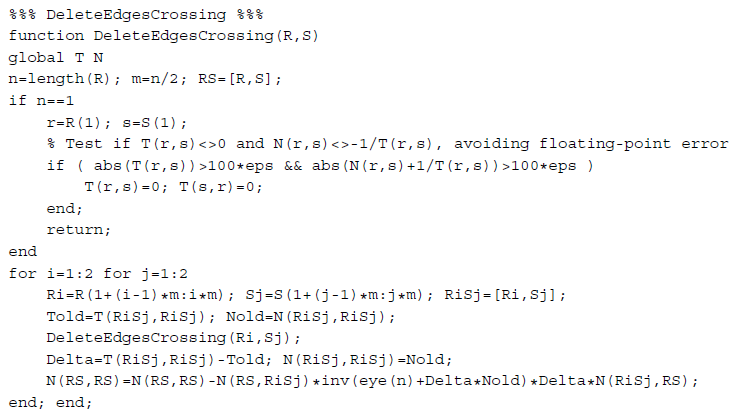 %%% DeleteEdgesCrossing %%%
function DeleteEdgesCrossing(R,S)
global T N
n=length(R); m=n/2; RS=[R,S];
if n==1
    r=R(1); s=S(1);
    % Test if T(r,s)<>0 and N(r,s)<>-1/T(r,s), avoiding floating-point error
    if ( abs(T(r,s))>100*eps && abs(N(r,s)+1/T(r,s))>100*eps )
        T(r,s)=0; T(s,r)=0;
    end;
    return;
end
for i=1:2 for j=1:2
    Ri=R(1+(i-1)*m:i*m); Sj=S(1+(j-1)*m:j*m); RiSj=[Ri,Sj];
    Told=T(RiSj,RiSj); Nold=N(RiSj,RiSj);
    DeleteEdgesCrossing(Ri,Sj);
    Delta=T(RiSj,RiSj)-Told; N(RiSj,RiSj)=Nold;
    N(RS,RS)=N(RS,RS)-N(RS,RiSj)*inv(eye(n)+Delta*Nold)*Delta*N(RiSj,RS);
end; end;